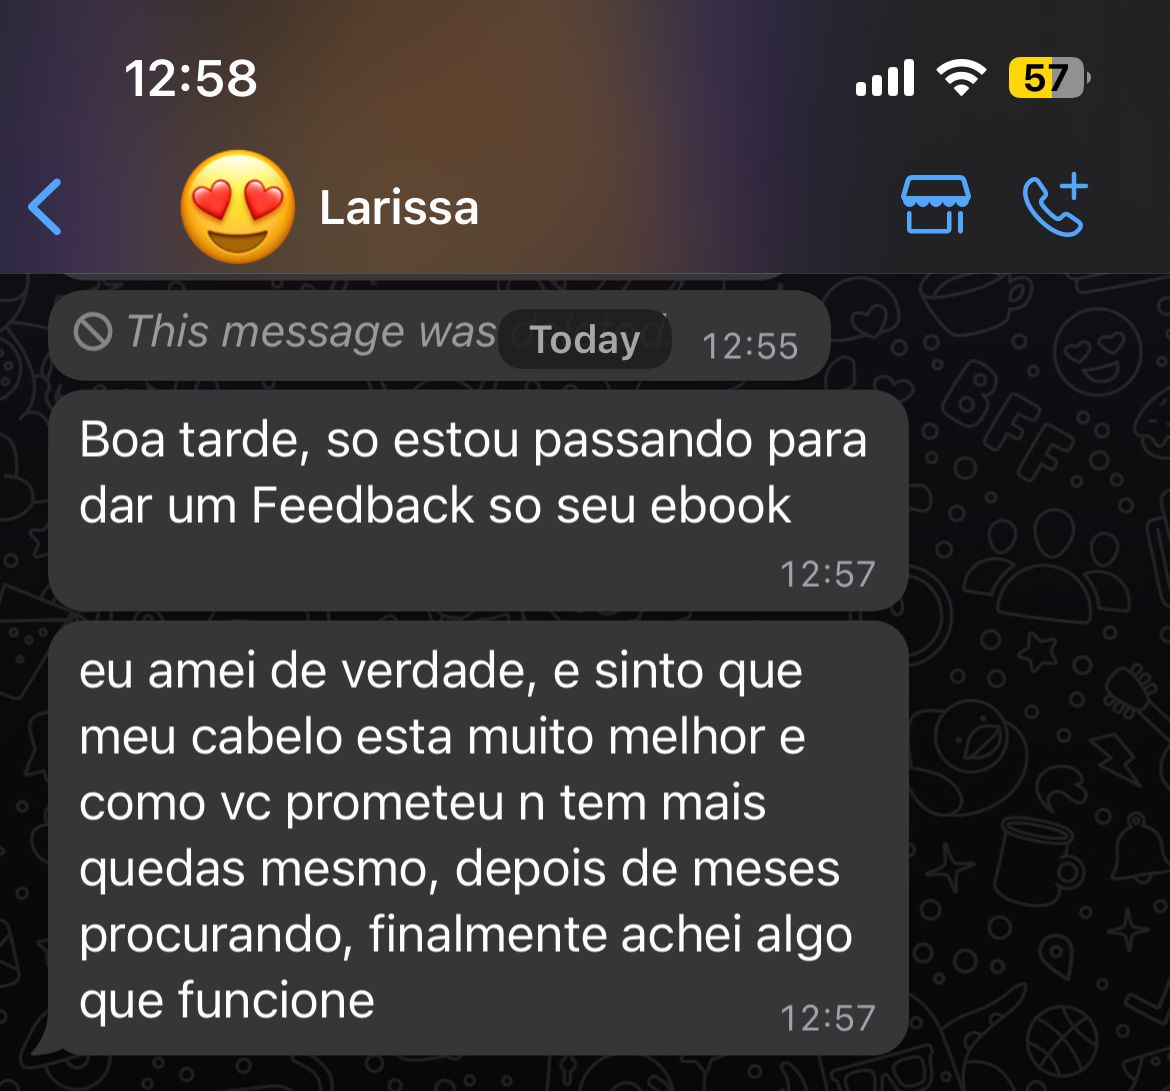 12:58
57
Larissa
This message was deleted.
Today
12:55
Boa tarde, so estou passando para
dar um Feedback so seu ebook
12:57
eu amei de verdade, e sinto que
meu cabelo esta muito melhor e
como vc prometeu n tem mais
quedas mesmo, depois de meses
procurando, finalmente achei algo
que funcione
12:57